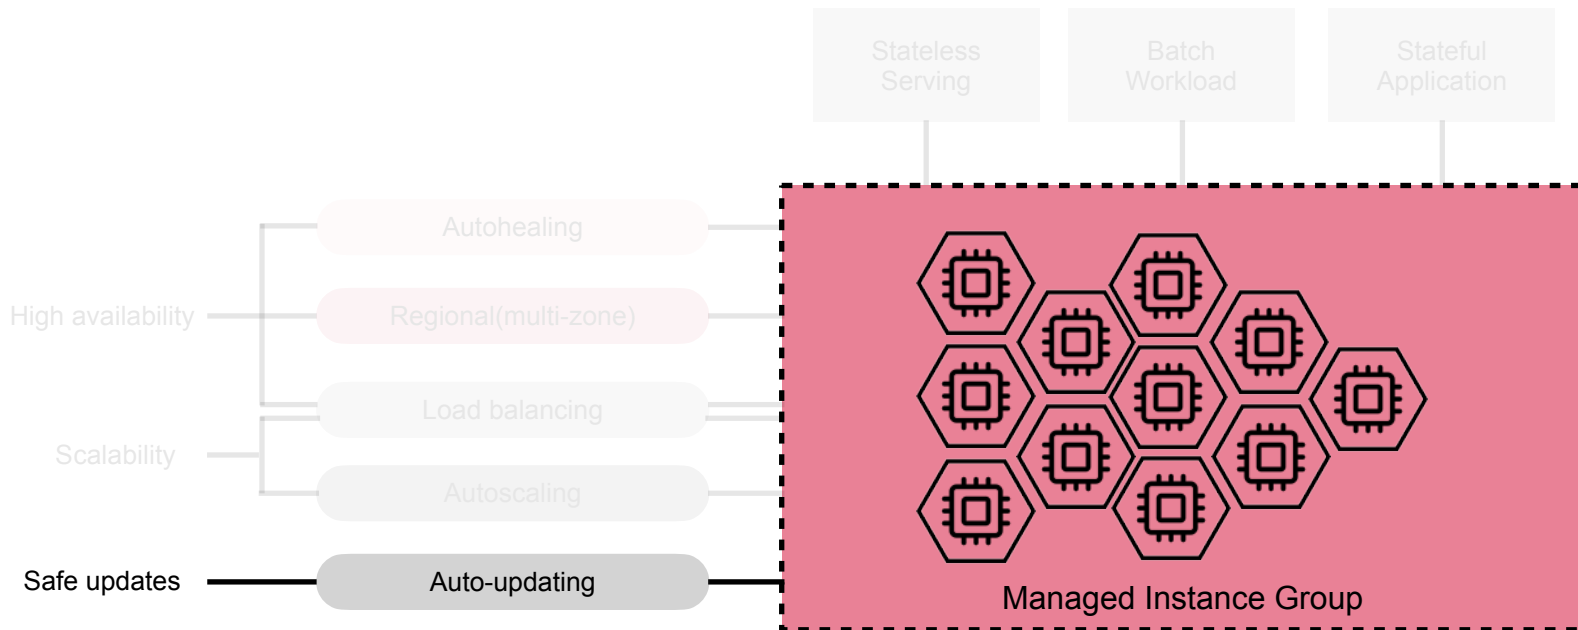 Stateless
Serving
Batch
Workload
Stateful
Application
Autohealing
High availability
Regional(multi-zone)
Load balancing
Scalability
Autoscaling
Safe updates
Auto-updating
Managed Instance Group